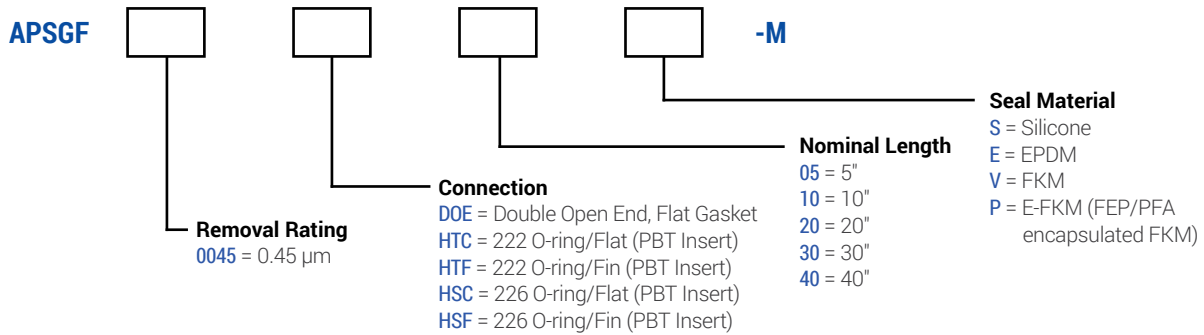 APSGF -M
Removal Rating
0045 = 0.45 µm
Connection
DOE = Double Open End, Flat Gasket
HTC = 222 O-ring/Flat (PBT Insert)
HTF = 222 O-ring/Fin (PBT Insert)
HSC = 226 O-ring/Flat (PBT Insert)
HSF = 226 O-ring/Fin (PBT Insert)
Nominal Length
05 = 5"
10 = 10"
20 = 20"
30 = 30"
40 = 40"
Seal Material
S = Silicone
E = EPDM
V = FKM
P = E-FKM (FEP/PFA
encapsulated FKM)